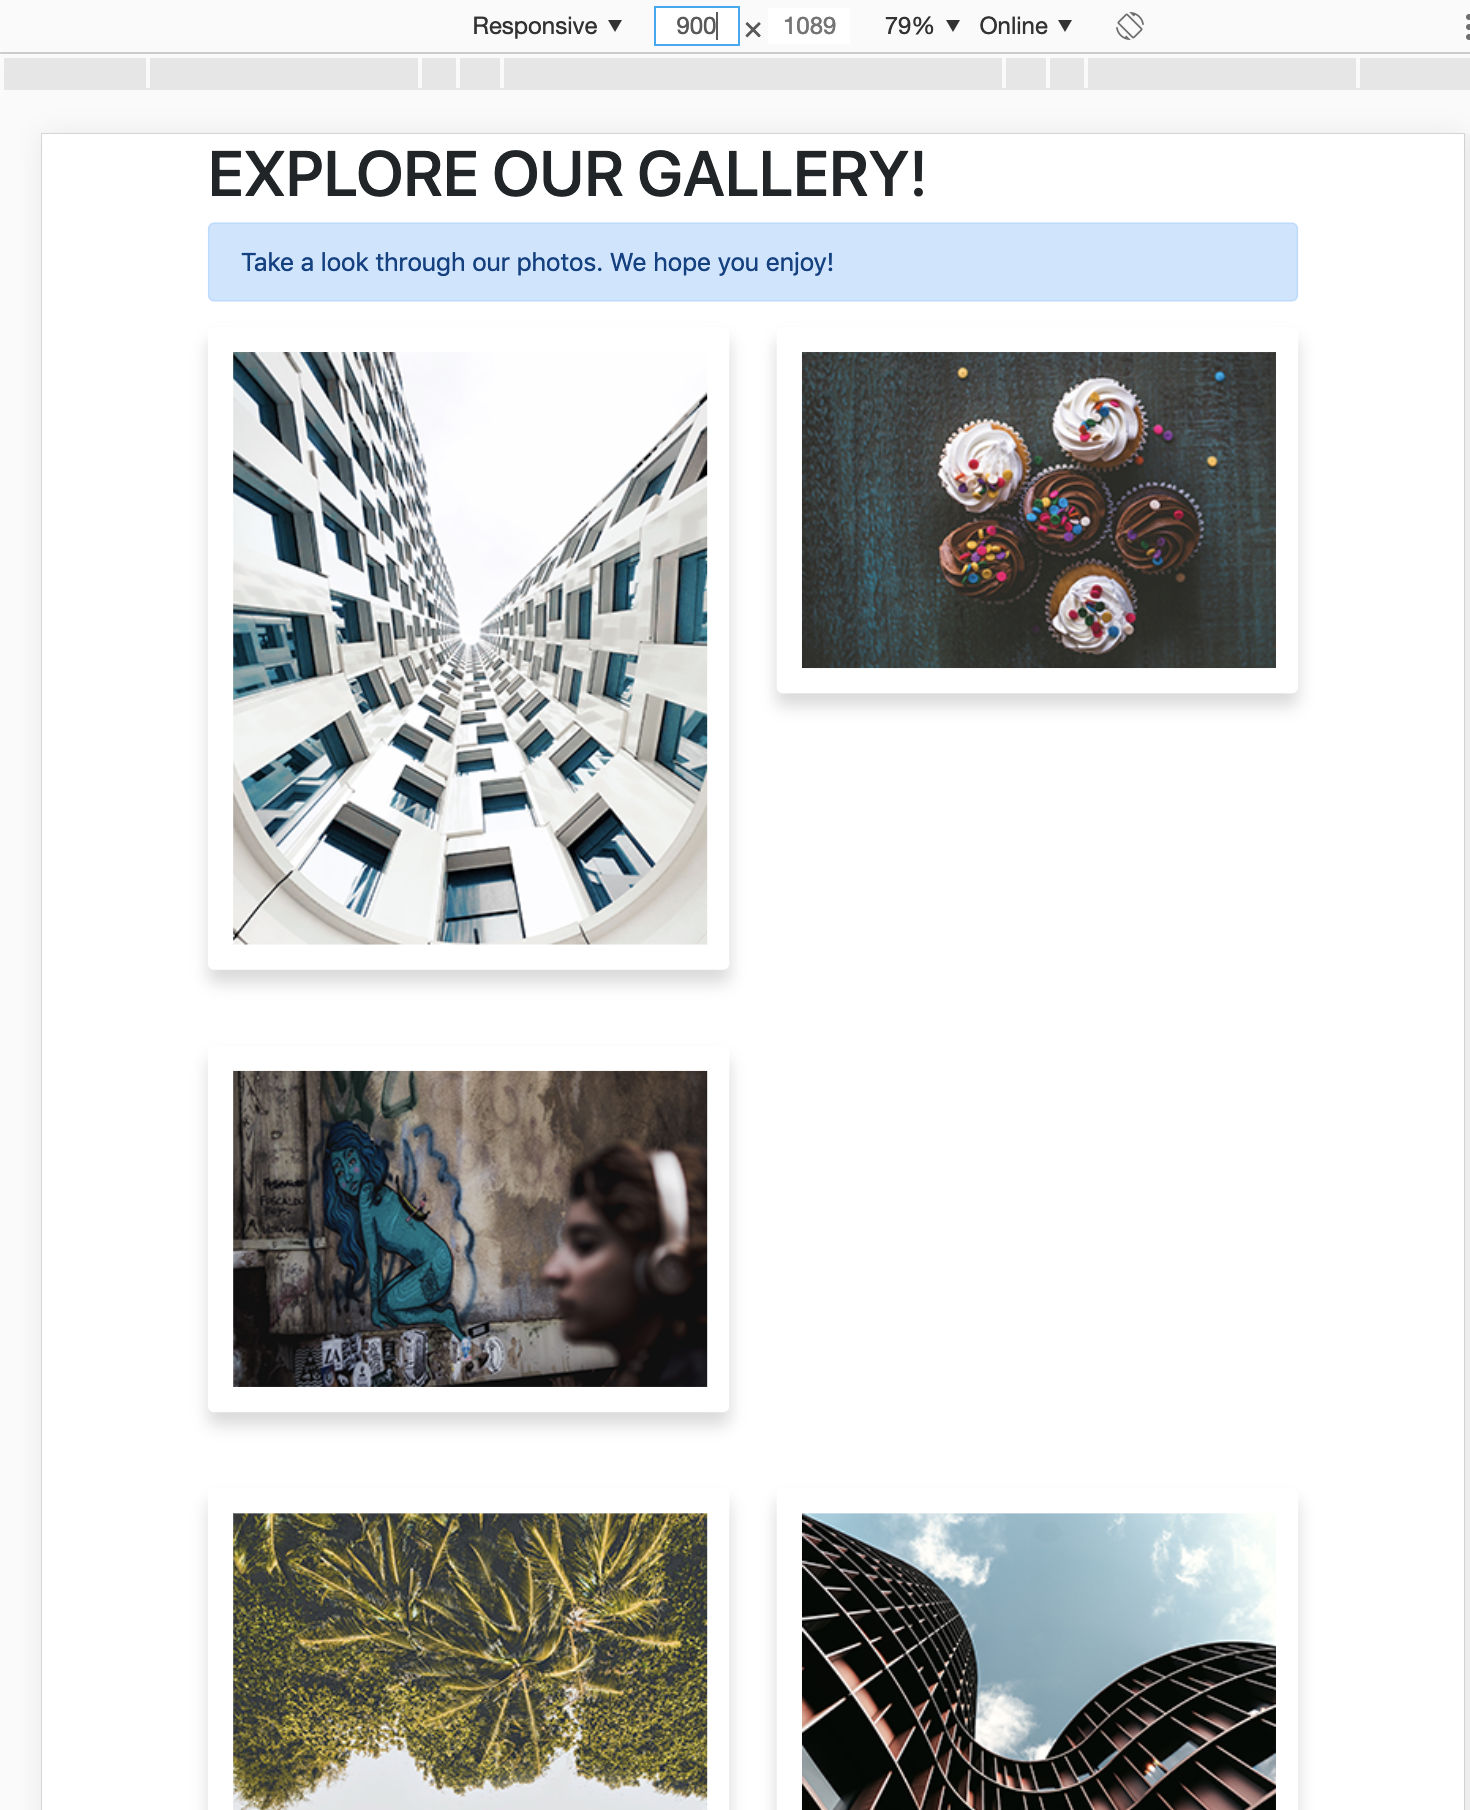 Responsive ▼ 900 × 1089 79% ▼ Online ▼
EXPLORE OUR GALLERY!
Take a look through our photos. We hope you enjoy!